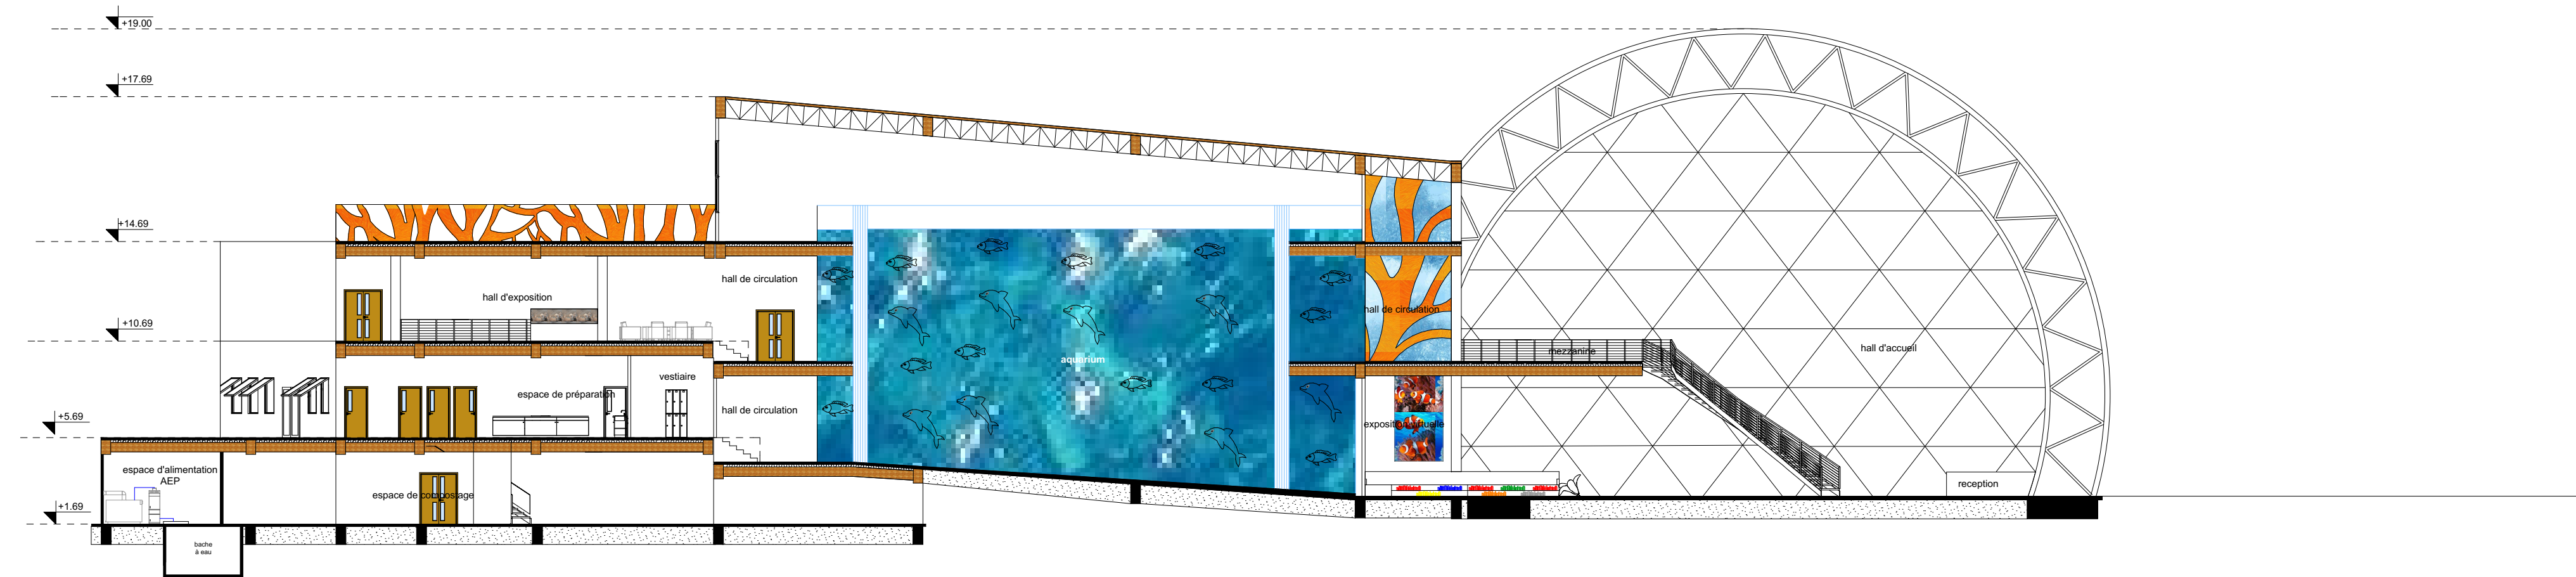 +19.00
+17.69
+14.69
hall de circulation
hall d'exposition
hall de circulation
+10.69
hall d'accueil
mezzanine
aquarium
vestiaire
espace de préparation
hall de circulation
+5.69
exposition virtuelle
espace d'alimentation
AEP
reception
espace de compostage
+1.69
bache
à eau